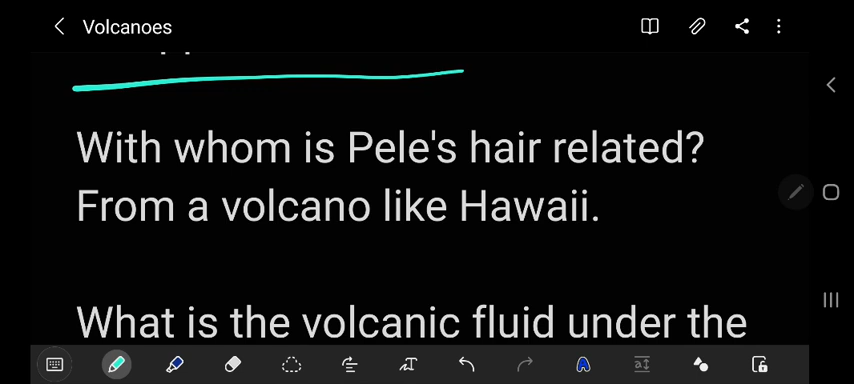 Volcanoes
With whom is Pele's hair related?
From a volcano like Hawaii.
What is the volcanic fluid under the